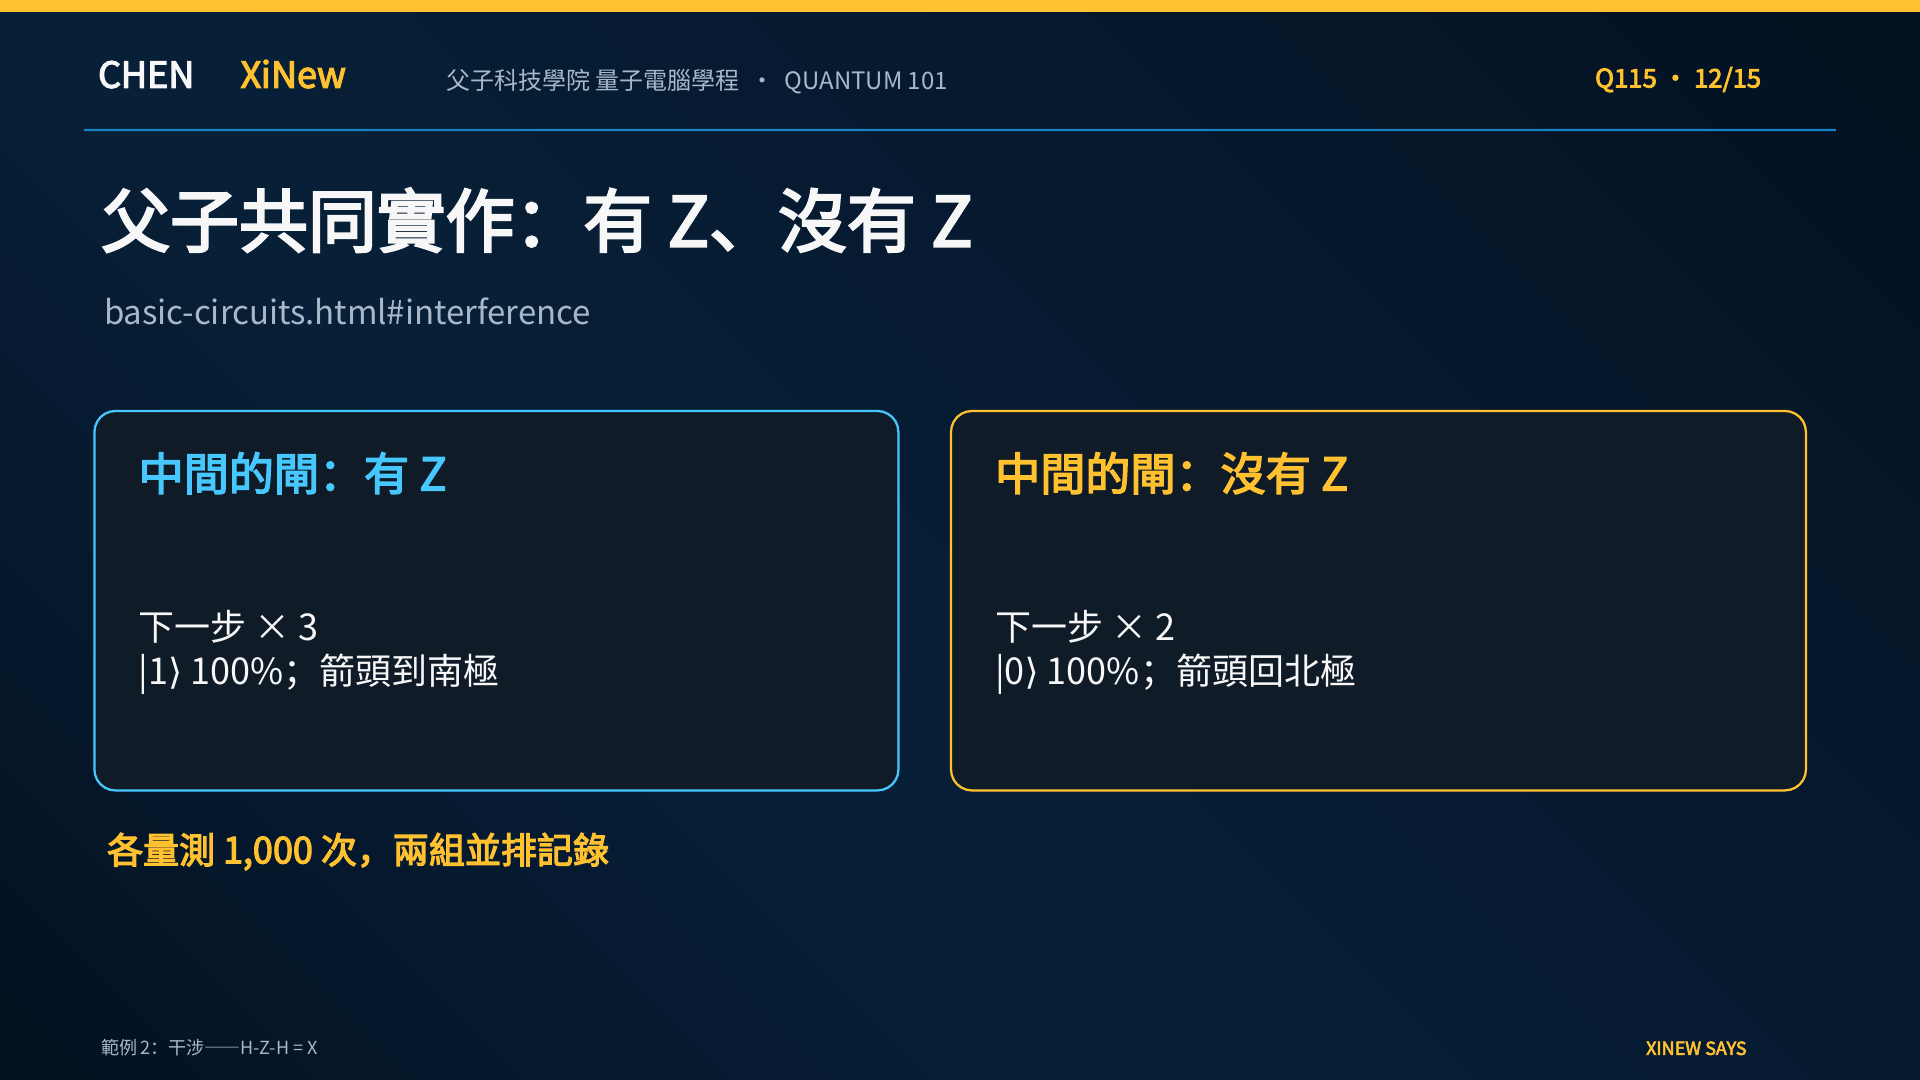 CHEN XiNew 父子科技學院 量子電腦學程 · QUANTUM 101 Q115 · 12/15
父子共同實作：有 Z、沒有 Z
basic-circuits.html#interference
中間的閘：有 Z
下一步 × 3
|1⟩ 100%；箭頭到南極
中間的閘：沒有 Z
下一步 × 2
|0⟩ 100%；箭頭回北極
各量測 1,000 次，兩組並排記錄
範例 2：干涉——H-Z-H = X
XINEW SAYS